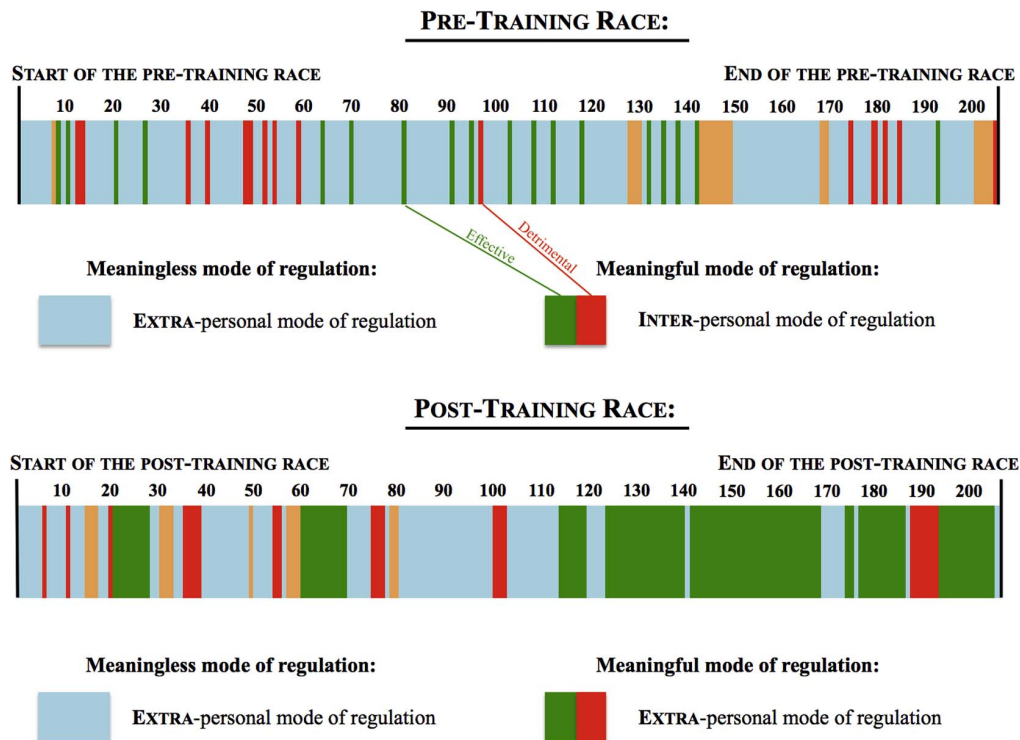 PRE-TRAINING RACE:
START OF THE PRE-TRAINING RACE END OF THE PRE-TRAINING RACE
10 20 30 40 50 60 70 80 90 100 110 120 130 140 150 160 170 180 190 200
Effective
Detrimental
Meaningless mode of regulation: Meaningful mode of regulation:
EXTRA-personal mode of regulation INTER-personal mode of regulation
POST-TRAINING RACE:
START OF THE POST-TRAINING RACE END OF THE POST-TRAINING RACE
10 20 30 40 50 60 70 80 90 100 110 120 130 140 150 160 170 180 190 200
Meaningless mode of regulation: Meaningful mode of regulation:
EXTRA-personal mode of regulation EXTRA-personal mode of regulation